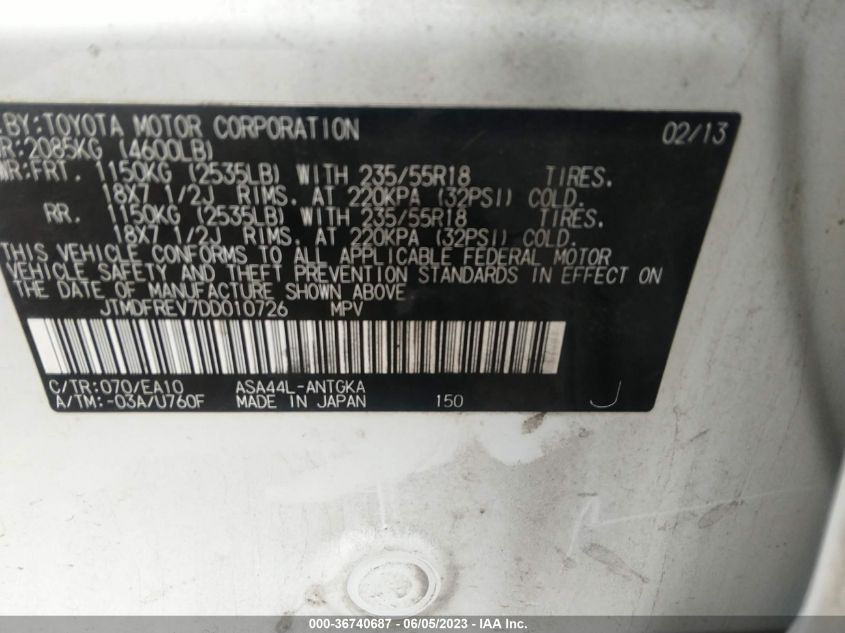 BY:TOYOTA MOTOR CORPORATION 02/13
R:2085KG (4600LB)
WR:FRT. 1150KG (2535LB) WITH 235/55R18 TIRES.
18X7 1/2J RIMS. AT 220KPA (32PSI) COLD.
RR. 1150KG (2535LB) WITH 235/55R18 TIRES.
18X7 1/2J RIMS. AT 220KPA (32PSI) COLD.
THIS VEHICLE CONFORMS TO ALL APPLICABLE FEDERAL MOTOR
VEHICLE SAFETY AND THEFT PREVENTION STANDARDS IN EFFECT ON
THE DATE OF MANUFACTURE SHOWN ABOVE
JTMDFREV7DD010726 MPV
C/TR:070/EA10 ASA44L-ANTGKA
A/TM:-03A/U760F MADE IN JAPAN 150 J
000-36740687 - 06/05/2023 - IAAI Inc.